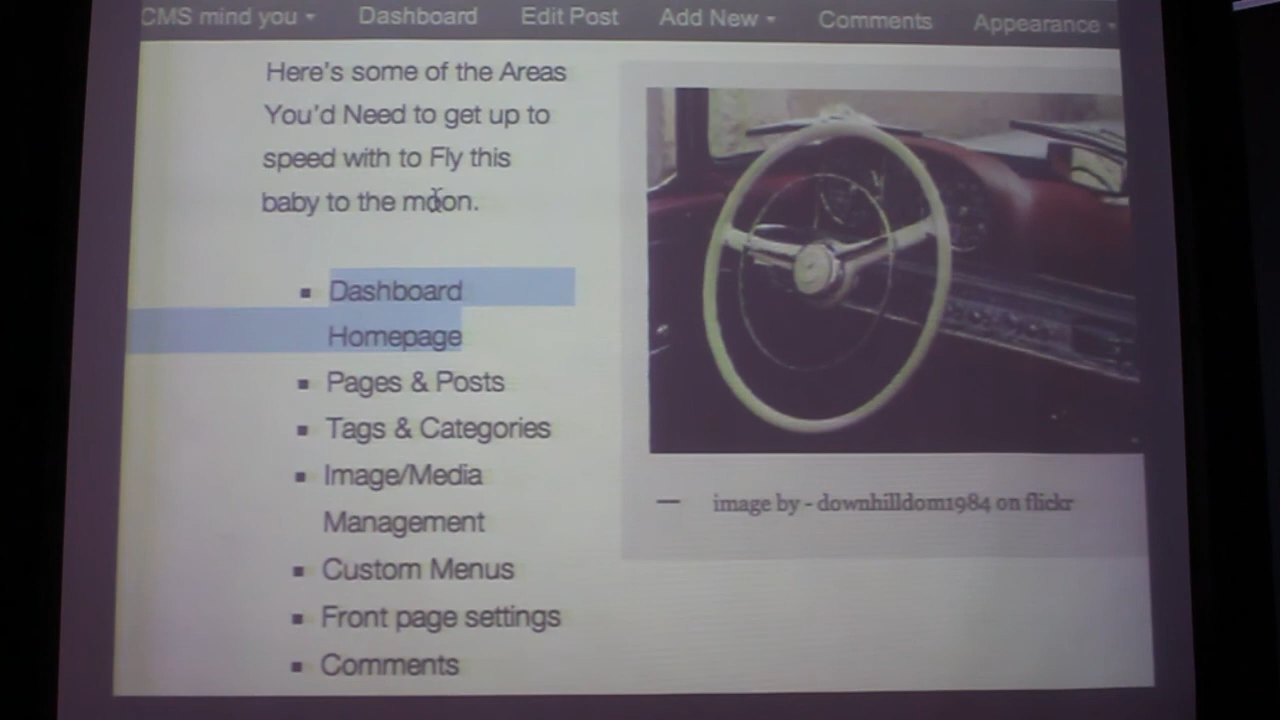 CMS mind you Dashboard Edit Post Add New Comments Appearance
Here's some of the Areas
You'd Need to get up to
speed with to Fly this
baby to the moon.
Dashboard
Homepage
Pages & Posts
Tags & Categories
Image/Media
Management
Custom Menus
Front page settings
Comments
— image by - downhilldom1984 on flickr